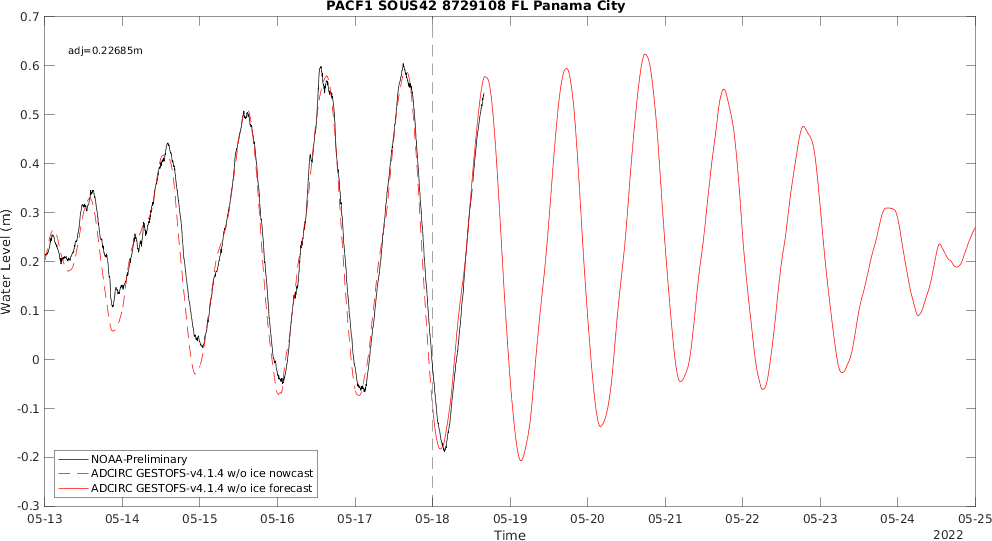 PACF1 SOUS42 8729108 FL Panama City
adj=0.22685m
Water Level (m)
0.7
0.6
0.5
0.4
0.3
0.2
0.1
0
-0.1
-0.2
-0.3
NOAA-Preliminary
ADCIRC GESTOFS-v4.1.4 w/o ice nowcast
ADCIRC GESTOFS-v4.1.4 w/o ice forecast
05-13 05-14 05-15 05-16 05-17 05-18 05-19 05-20 05-21 05-22 05-23 05-24 05-25
Time
2022